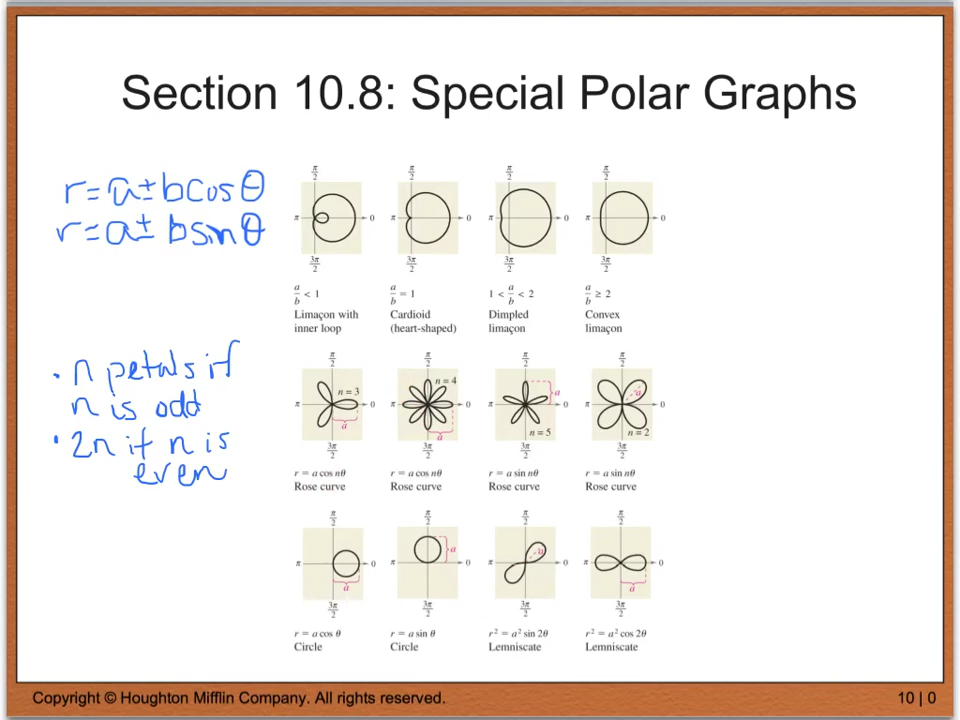 Section 10.8: Special Polar Graphs
r = a ± b cos θ
r = a ± b sin θ
π/2 π/2 π/2 π/2
π 0 π 0 π 0 π 0
3π/2 3π/2 3π/2 3π/2
a/b < 1 a/b = 1 1 < a/b < 2 a/b ≥ 2
Limaçon with Cardioid Dimpled Convex
inner loop (heart-shaped) limaçon limaçon
• n petals if
n is odd
• 2n if n is
even
π/2 π/2 π/2 π/2
n = 3 n = 4 a a
π 0 π 0 π 0 π 0
a a n = 5 n = 2
3π/2 3π/2 3π/2 3π/2
r = a cos nθ r = a cos nθ r = a sin nθ r = a sin nθ
Rose curve Rose curve Rose curve Rose curve
π/2 π/2 π/2 π/2
a a
π 0 π 0 π 0 π 0
a a
3π/2 3π/2 3π/2 3π/2
r = a cos θ r = a sin θ r² = a² sin 2θ r² = a² cos 2θ
Circle Circle Lemniscate Lemniscate
Copyright © Houghton Mifflin Company. All rights reserved. 10 | 0